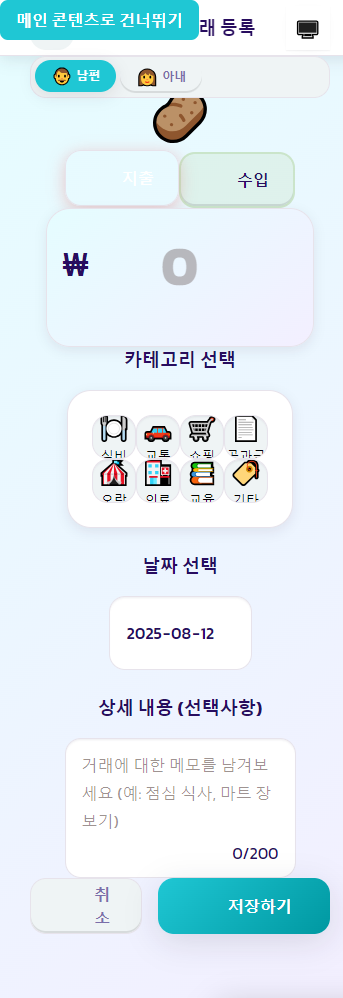 메인 콘텐츠로 건너뛰기
래 등록
남편
아내
지출
수입
₩
0
카테고리 선택
식비
교통
쇼핑
공과금
오락
의료
교육
기타
날짜 선택
2025-08-12
상세 내용 (선택사항)
거래에 대한 메모를 남겨보
세요 (예: 점심 식사, 마트 장
보기)
0/200
취
소
저장하기